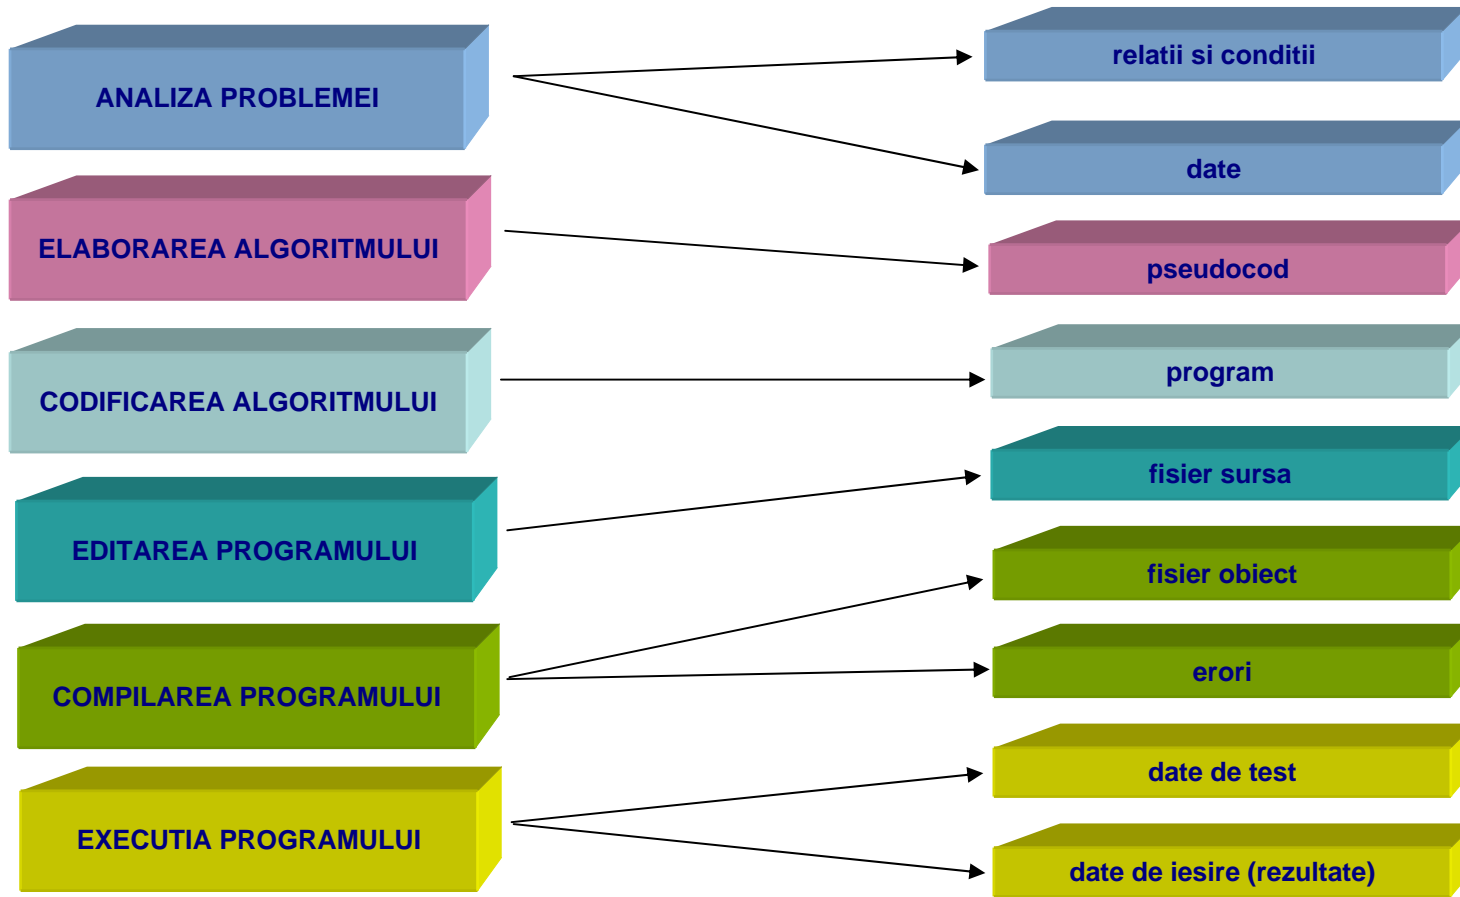 ANALIZA PROBLEMEI
relatii si conditii
date
ELABORAREA ALGORITMULUI
pseudocod
CODIFICAREA ALGORITMULUI
program
EDITAREA PROGRAMULUI
fisier sursa
COMPILAREA PROGRAMULUI
fisier obiect
erori
EXECUTIA PROGRAMULUI
date de test
date de iesire (rezultate)